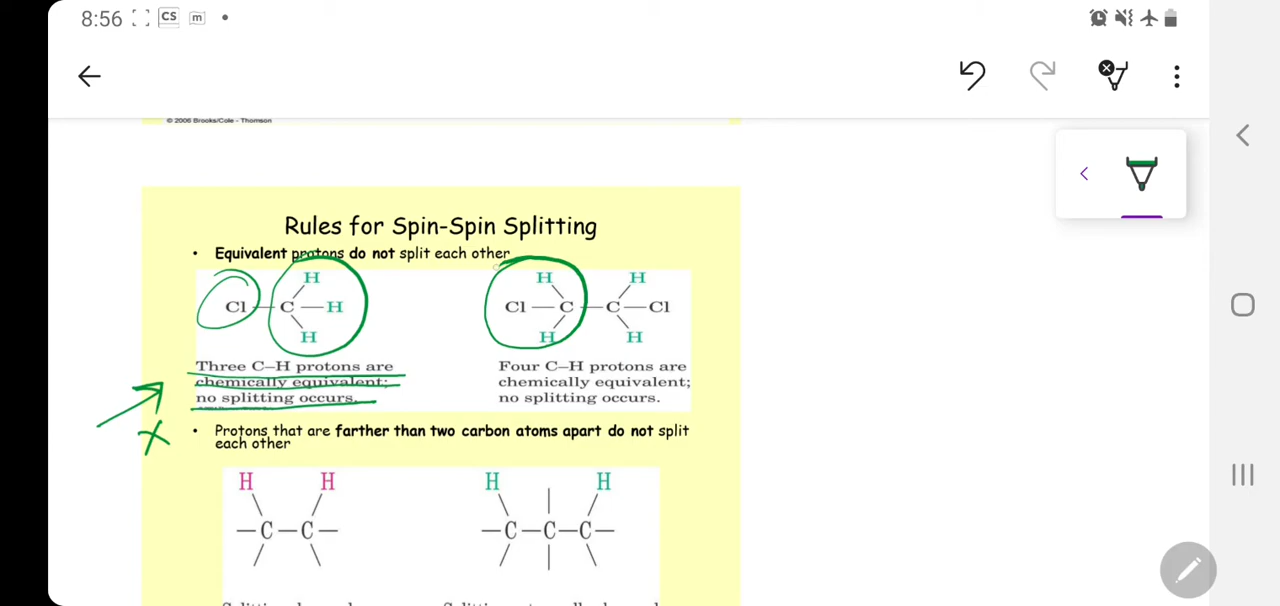 8:56 CS m
© 2006 Brooks/Cole - Thomson
Rules for Spin-Spin Splitting
• Equivalent protons do not split each other
H H H
Cl—C—H Cl—C—C—Cl
H H H
Three C–H protons are
chemically equivalent;
no splitting occurs.
Four C–H protons are
chemically equivalent;
no splitting occurs.
• Protons that are farther than two carbon atoms apart do not split
each other
H H H H
—C—C— —C—C—C—